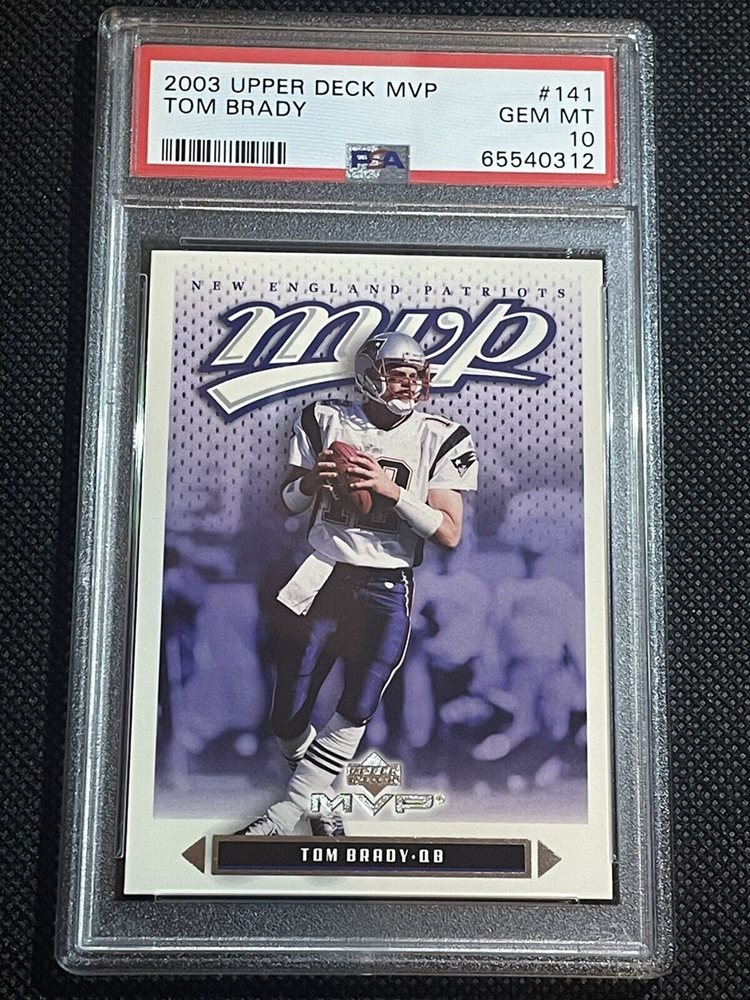 2003 UPPER DECK MVP #141
TOM BRADY GEM MT
10
PSA 65540312
NEW ENGLAND PATRIOTS
mvp
12
UPPER
DECK
MVP
TOM BRADY•QB